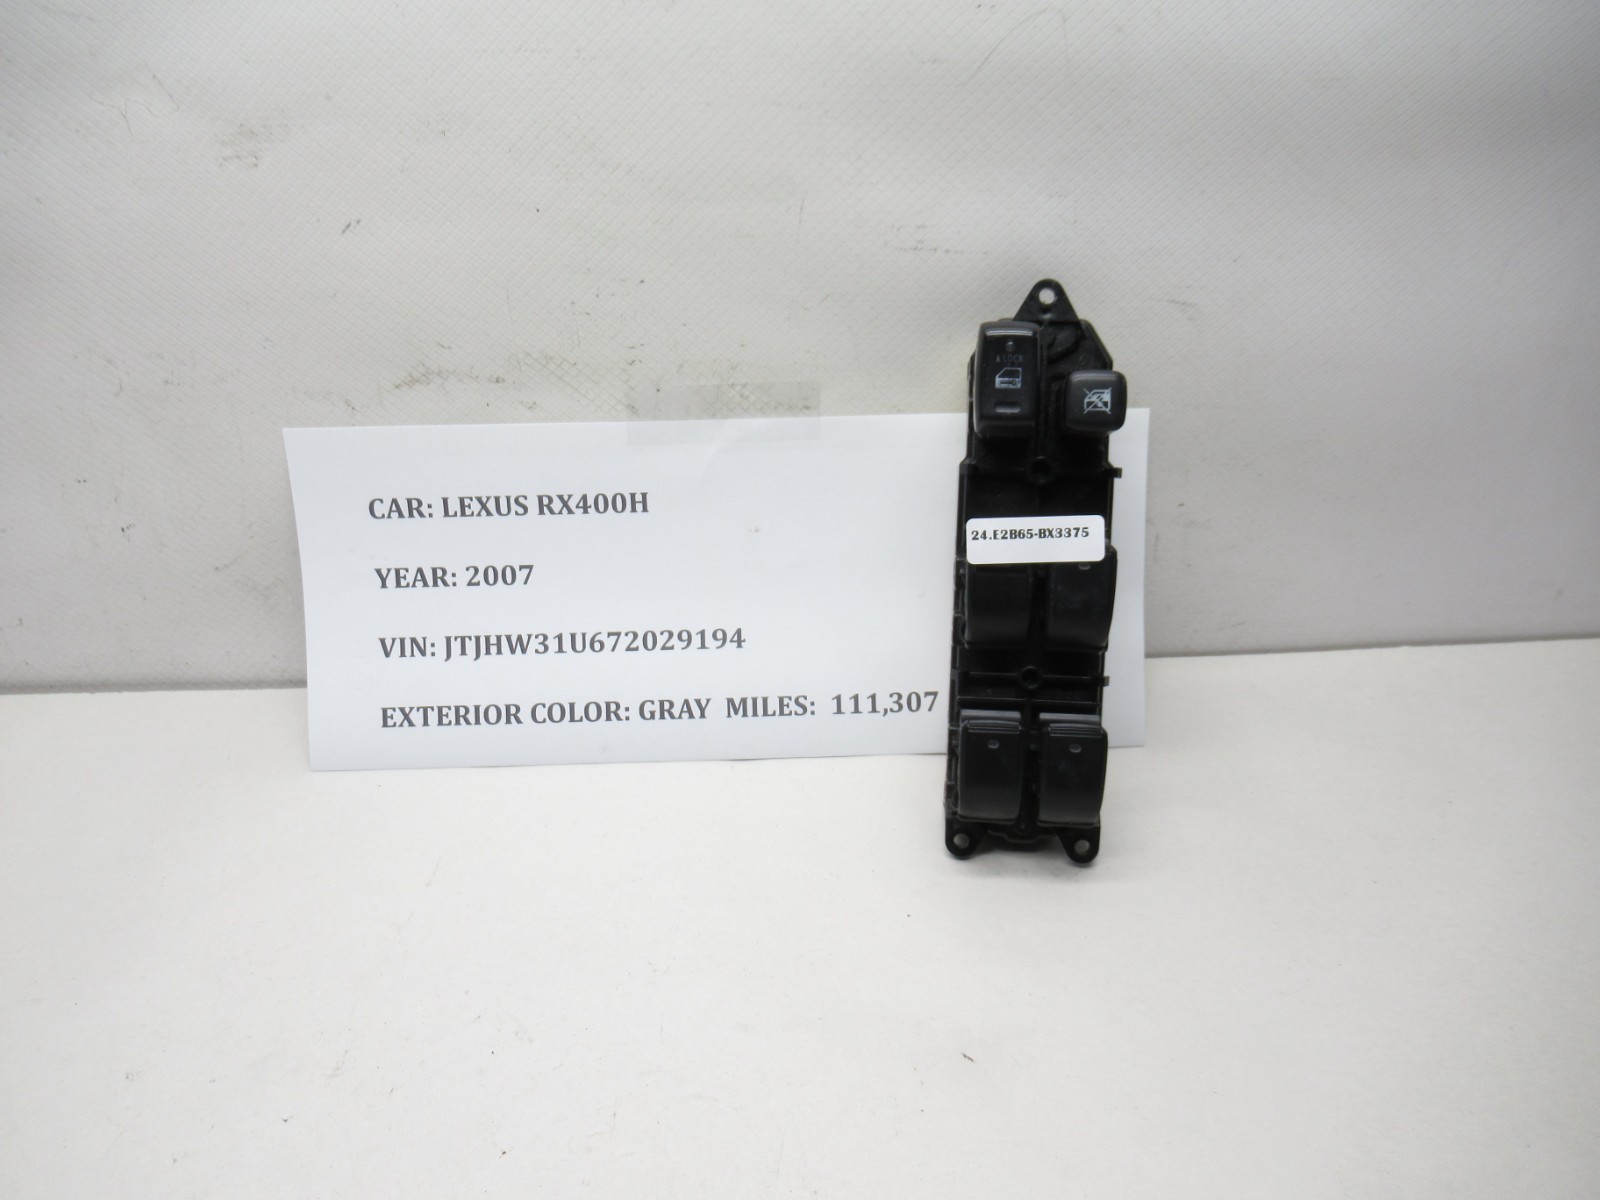 CAR: LEXUS RX400H
YEAR: 2007
VIN: JTJHW31U672029194
EXTERIOR COLOR: GRAY  MILES:  111,307
LOCK
24.E2B65-BX3375